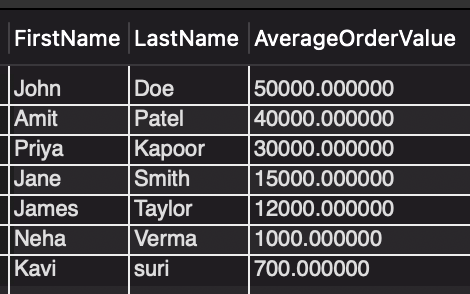 FirstName LastName AverageOrderValue
John Doe 50000.000000
Amit Patel 40000.000000
Priya Kapoor 30000.000000
Jane Smith 15000.000000
James Taylor 12000.000000
Neha Verma 1000.000000
Kavi suri 700.000000